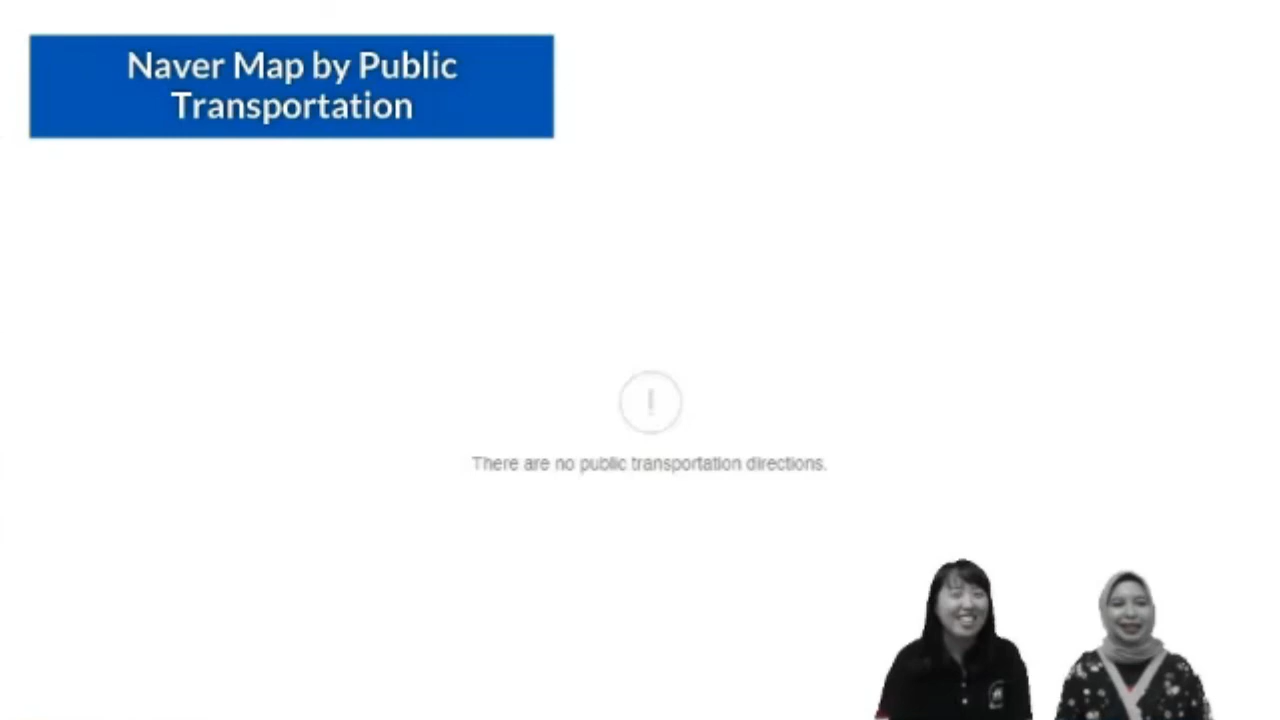 Naver Map by Public
Transportation
!
There are no public transportation directions.